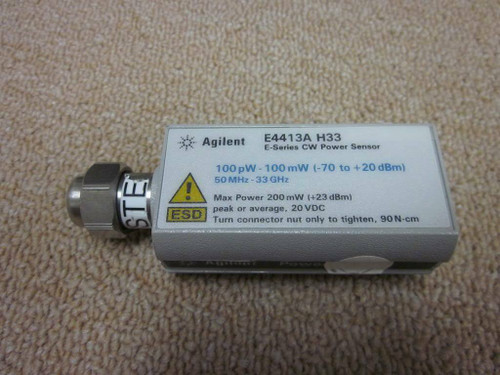 Agilent
E4413A H33
E-Series CW Power Sensor
100 pW - 100 mW (-70 to +20 dBm)
50 MHz - 33 GHz
Max Power 200 mW (+23 dBm)
peak or average, 20 VDC
Turn connector nut only to tighten, 90 N-cm
ESD
STE
Agilent